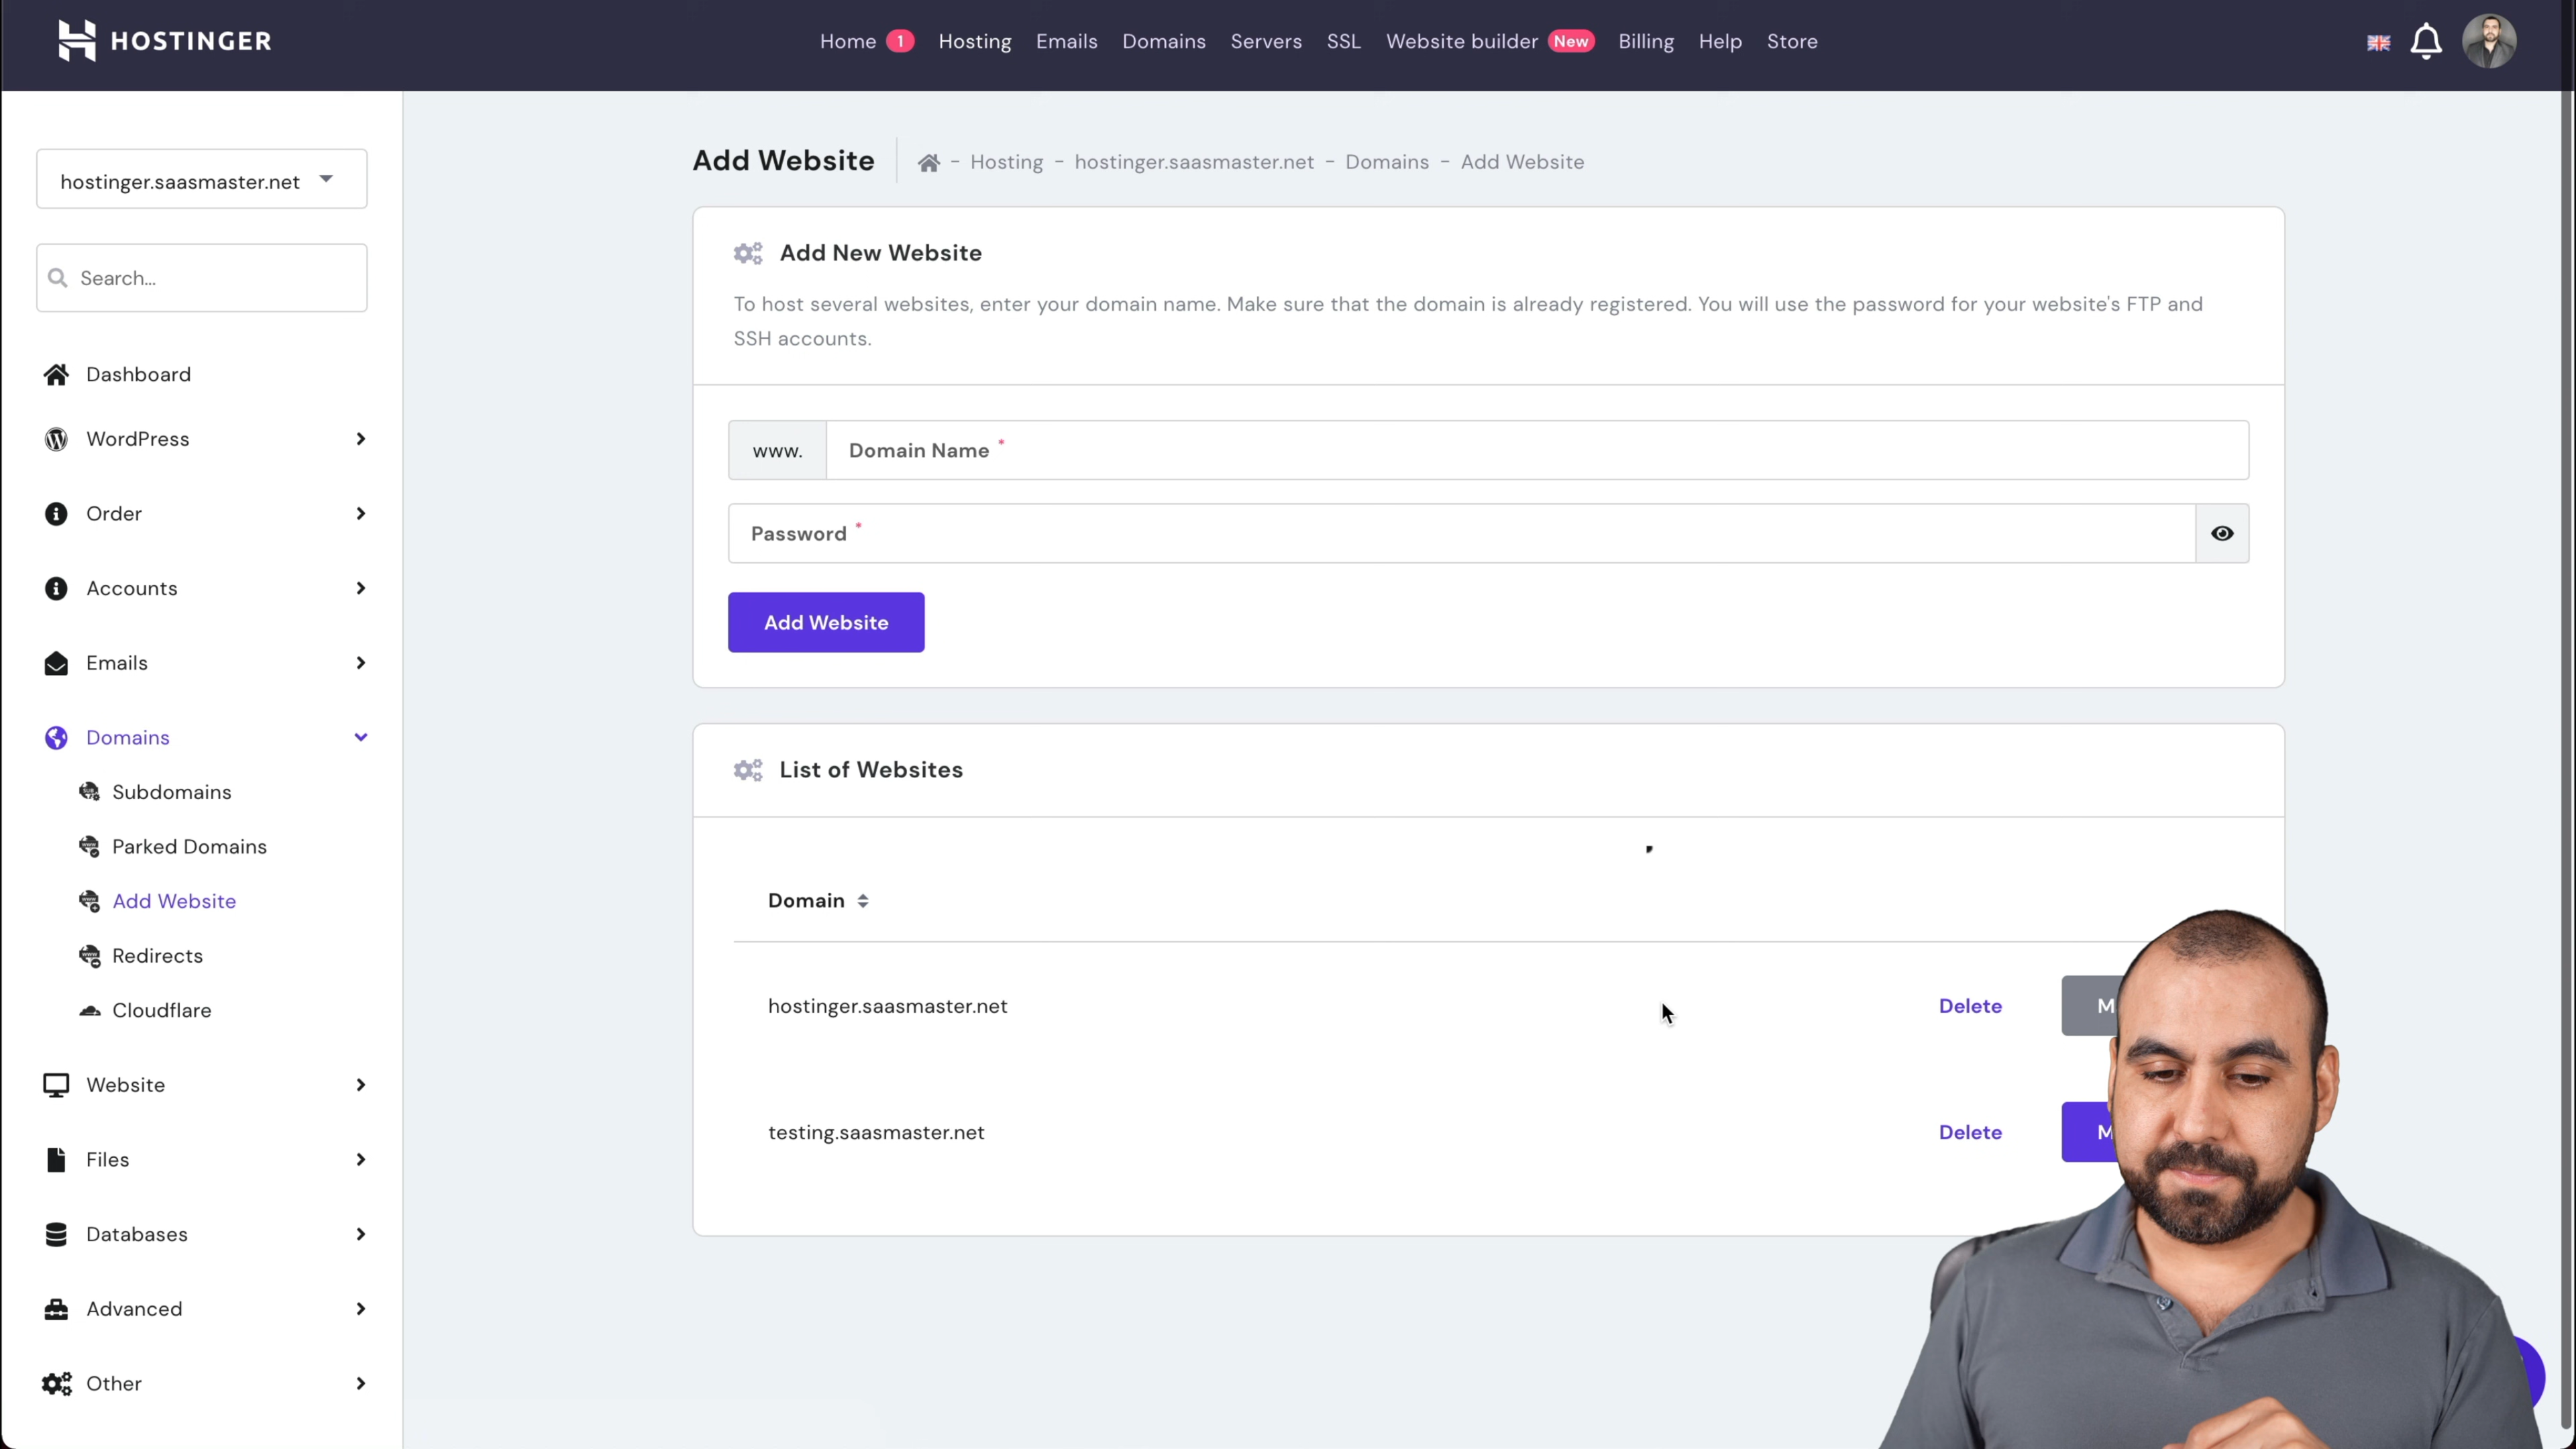 HOSTINGER
Home 1 Hosting Emails Domains Servers SSL Website builder New Billing Help Store
hostinger.saasmaster.net
Search...
Dashboard
WordPress
Order
Accounts
Emails
Domains
Subdomains
Parked Domains
Add Website
Redirects
Cloudflare
Website
Files
Databases
Advanced
Other
Add Website
- Hosting - hostinger.saasmaster.net - Domains - Add Website
Add New Website
To host several websites, enter your domain name. Make sure that the domain is already registered. You will use the password for your website's FTP and
SSH accounts.
www. Domain Name *
Password *
Add Website
List of Websites
Domain
hostinger.saasmaster.net Delete
testing.saasmaster.net Delete